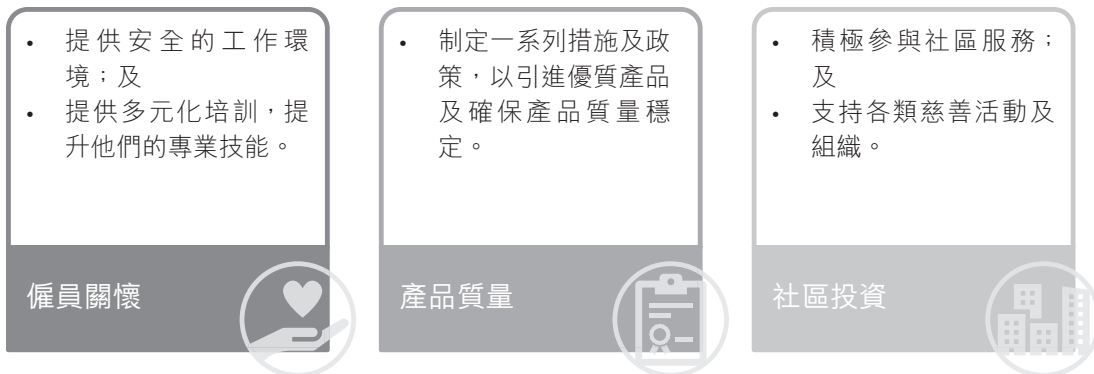 • 提供安全的工作環
境；及
• 提供多元化培訓，提
升他們的專業技能。
僱員關懷
• 制定一系列措施及政
策，以引進優質產品
及確保產品質量穩
定。
產品質量
• 積極參與社區服務；
及
• 支持各類慈善活動及
組織。
社區投資